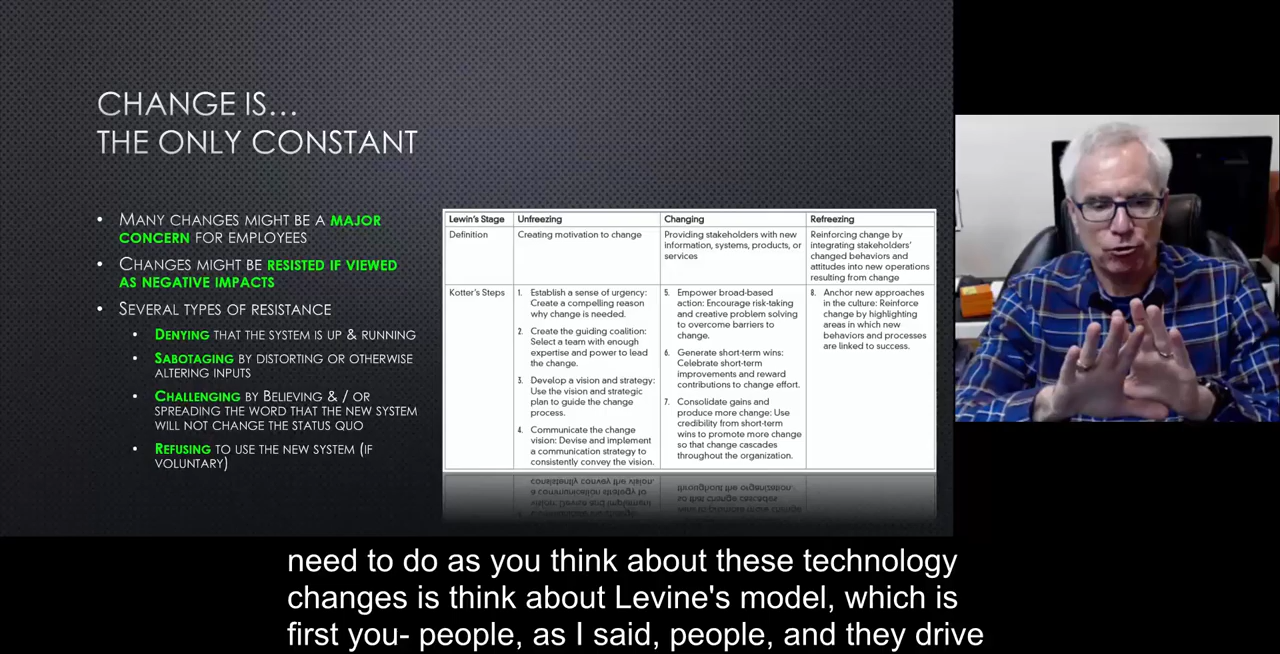 CHANGE IS…
THE ONLY CONSTANT
• MANY CHANGES MIGHT BE A MAJOR
CONCERN FOR EMPLOYEES
• CHANGES MIGHT BE RESISTED IF VIEWED
AS NEGATIVE IMPACTS
• SEVERAL TYPES OF RESISTANCE
• DENYING THAT THE SYSTEM IS UP & RUNNING
• SABOTAGING BY DISTORTING OR OTHERWISE
ALTERING INPUTS
• CHALLENGING BY BELIEVING & / OR
SPREADING THE WORD THAT THE NEW SYSTEM
WILL NOT CHANGE THE STATUS QUO
• REFUSING TO USE THE NEW SYSTEM (IF
VOLUNTARY)
Lewin's Stage Unfreezing Changing Refreezing
Definition
Creating motivation to change
Providing stakeholders with new
information, systems, products, or
services
Reinforcing change by
integrating stakeholders'
changed behaviors and
attitudes into new operations
resulting from change
Kotter's Steps
1. Establish a sense of urgency:
Create a compelling reason
why change is needed.
2. Create the guiding coalition:
Select a team with enough
expertise and power to lead
the change.
3. Develop a vision and strategy:
Use the vision and strategic
plan to guide the change
process.
4. Communicate the change
vision: Devise and implement
a communication strategy to
consistently convey the vision.
5. Empower broad-based
action: Encourage risk-taking
and creative problem solving
to overcome barriers to
change.
6. Generate short-term wins:
Celebrate short-term
improvements and reward
contributions to change effort.
7. Consolidate gains and
produce more change: Use
credibility from short-term
wins to promote more change
so that change cascades
throughout the organization.
8. Anchor new approaches
in the culture: Reinforce
change by highlighting
areas in which new
behaviors and processes
are linked to success.
need to do as you think about these technology
changes is think about Levine's model, which is
first you- people, as I said, people, and they drive